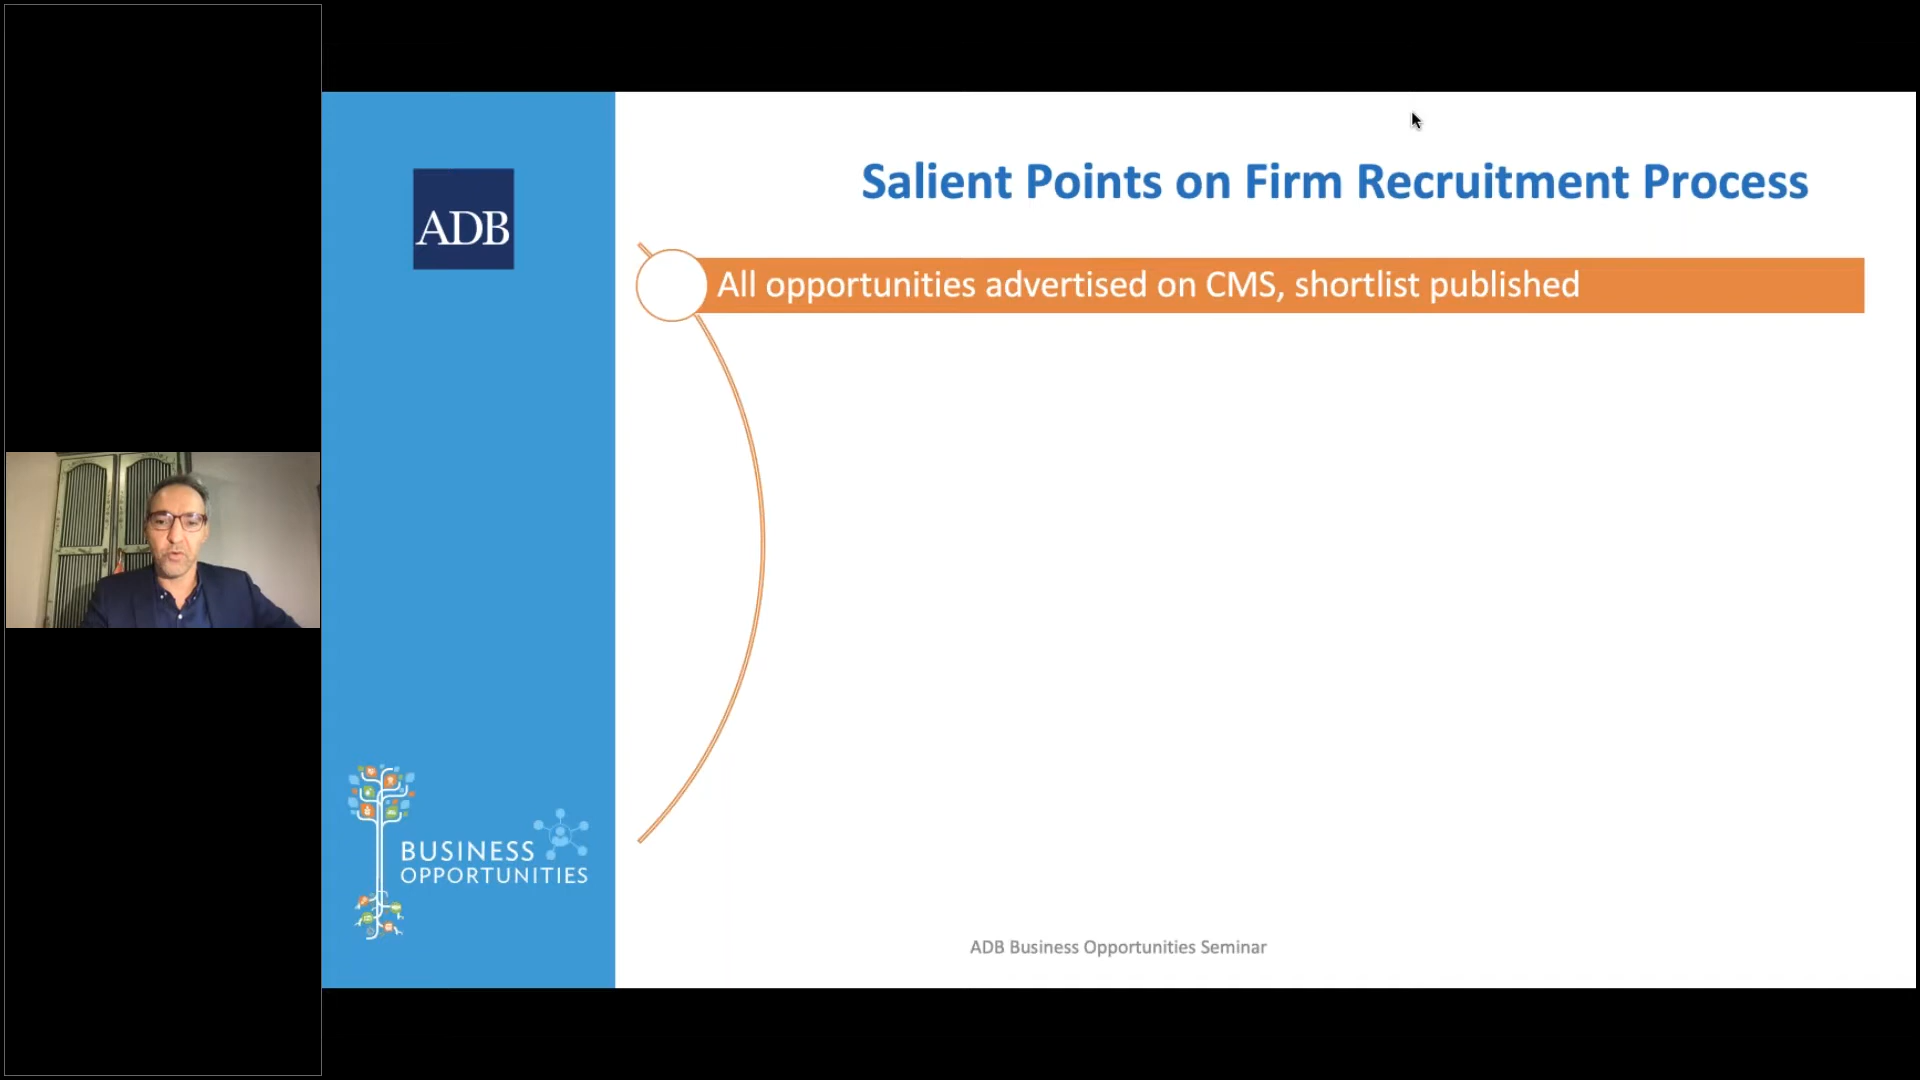 ADB
Salient Points on Firm Recruitment Process
All opportunities advertised on CMS, shortlist published
BUSINESS
OPPORTUNITIES
ADB Business Opportunities Seminar